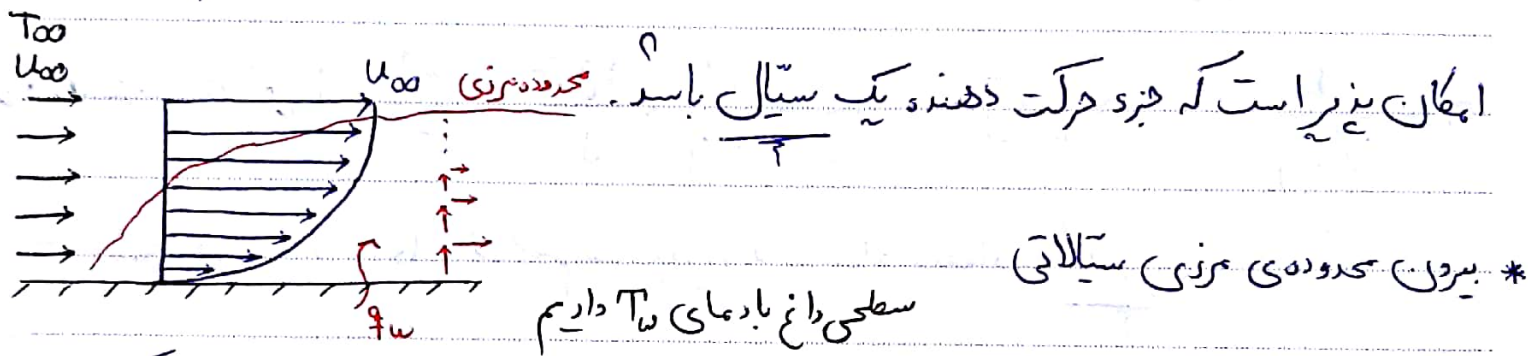 T∞
u∞
u∞ محدوده مرزی
امکان پذیر است که جزء حرکت دهنده، یک سیّال باشد.
* بیرون محدوده‌ی مرزی سیّالاتی
سطحی داغ با دمای Tw داریم
qw